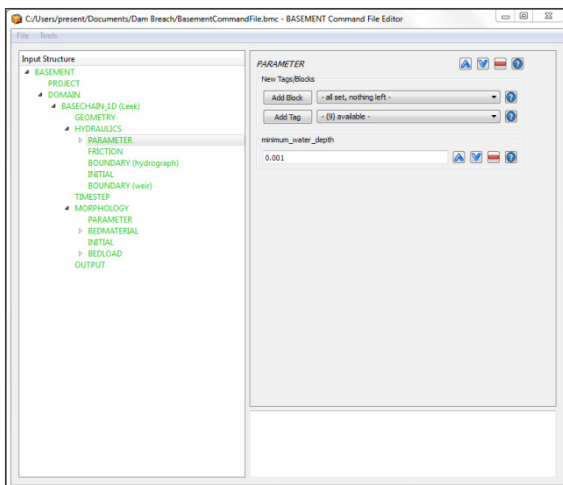 C:/Users/present/Documents/Dam Breach/BasementCommandFile.bmc - BASEMENT Command File Editor
File Tools
Input Structure
BASEMENT
PROJECT
DOMAIN
BASECHAIN_1D (Leek)
GEOMETRY
HYDRAULICS
PARAMETER
FRICTION
BOUNDARY (hydrograph)
INITIAL
BOUNDARY (weir)
TIMESTEP
MORPHOLOGY
PARAMETER
BEDMATERIAL
INITIAL
BEDLOAD
OUTPUT
PARAMETER
New Tags/Blocks
Add Block - all set, nothing left -
Add Tag - (9) available -
minimum_water_depth
0.001